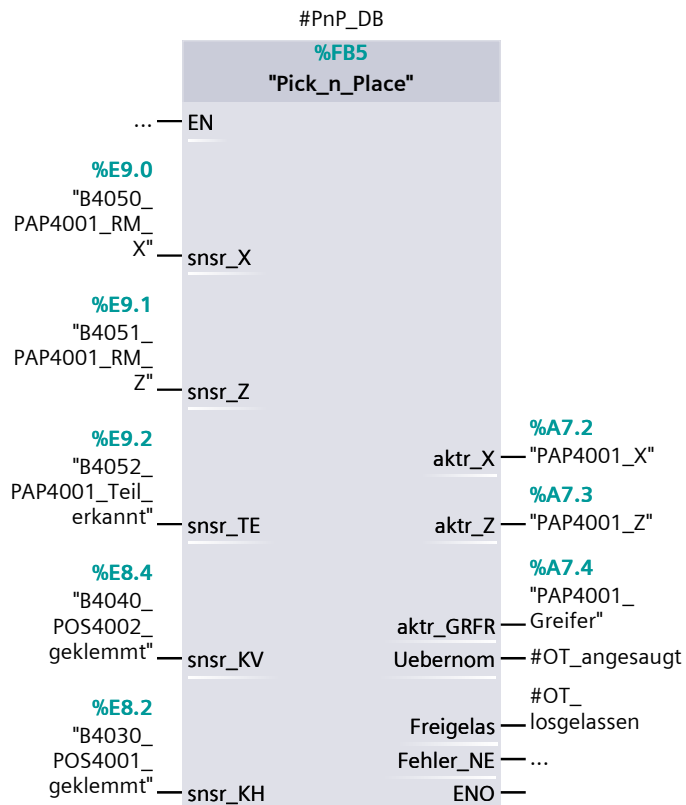 #PnP_DB
%FB5
"Pick_n_Place"
... EN
%E9.0
"B4050_
PAP4001_RM_
X"
snsr_X
%E9.1
"B4051_
PAP4001_RM_
Z"
snsr_Z
%E9.2
"B4052_
PAP4001_Teil_
erkannt"
snsr_TE
%E8.4
"B4040_
POS4002_
geklemmt"
snsr_KV
%E8.2
"B4030_
POS4001_
geklemmt"
snsr_KH
%A7.2
aktr_X "PAP4001_X"
%A7.3
aktr_Z "PAP4001_Z"
%A7.4
"PAP4001_
Greifer"
aktr_GRFR
Uebernom #OT_angesaugt
#OT_
losgelassen
Freigelas
Fehler_NE ...
ENO